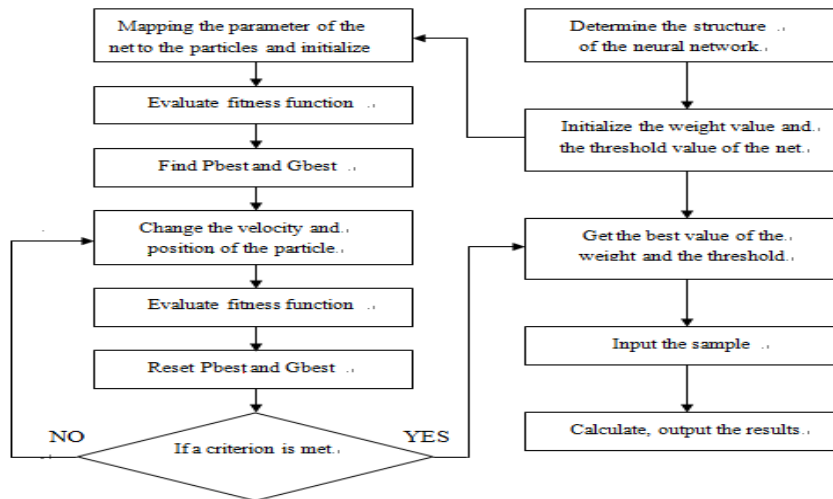 Mapping the parameter of the
net to the particles and initialize
Evaluate fitness function
Find Pbest and Gbest
Change the velocity and
position of the particle.
Evaluate fitness function
Reset Pbest and Gbest
NO
If a criterion is met.
YES
Determine the structure
of the neural network.
Initialize the weight value and
the threshold value of the net.
Get the best value of the
weight and the threshold.
Input the sample
Calculate, output the results.